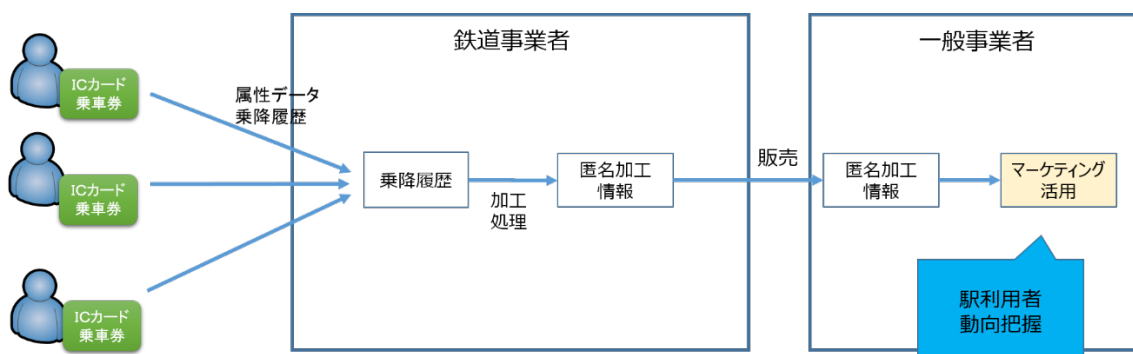 鉄道事業者
一般事業者
ICカード
乗車券
属性データ
乗降履歴
ICカード
乗車券
ICカード
乗車券
乗降履歴
加工
処理
匿名加工
情報
販売
匿名加工
情報
マーケティング
活用
駅利用者
動向把握